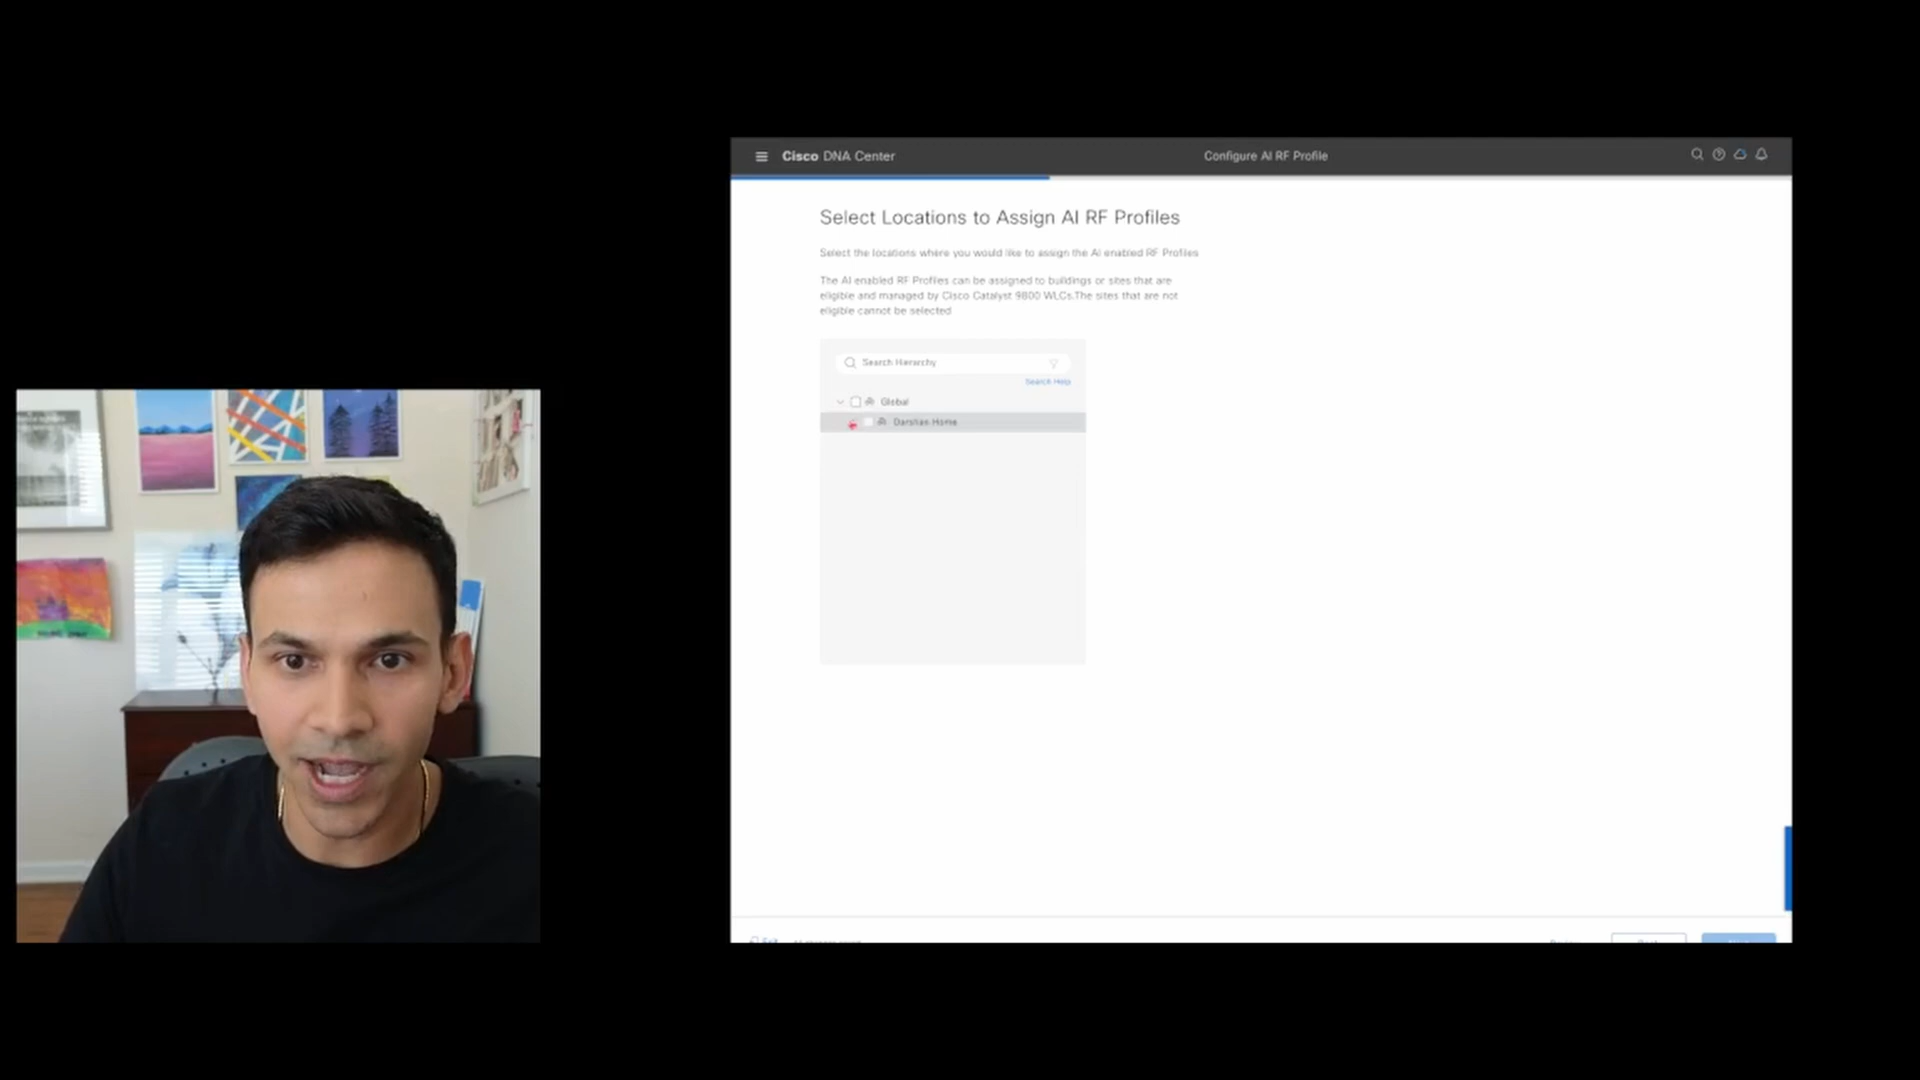 Cisco DNA Center
Configure AI RF Profile
Select Locations to Assign AI RF Profiles
Select the locations where you would like to assign the AI enabled RF Profiles
The AI enabled RF Profiles can be assigned to buildings or sites that are
eligible and managed by Cisco Catalyst 9800 WLCs.The sites that are not
eligible cannot be selected
Search Hierarchy
Search Help
Global
Home